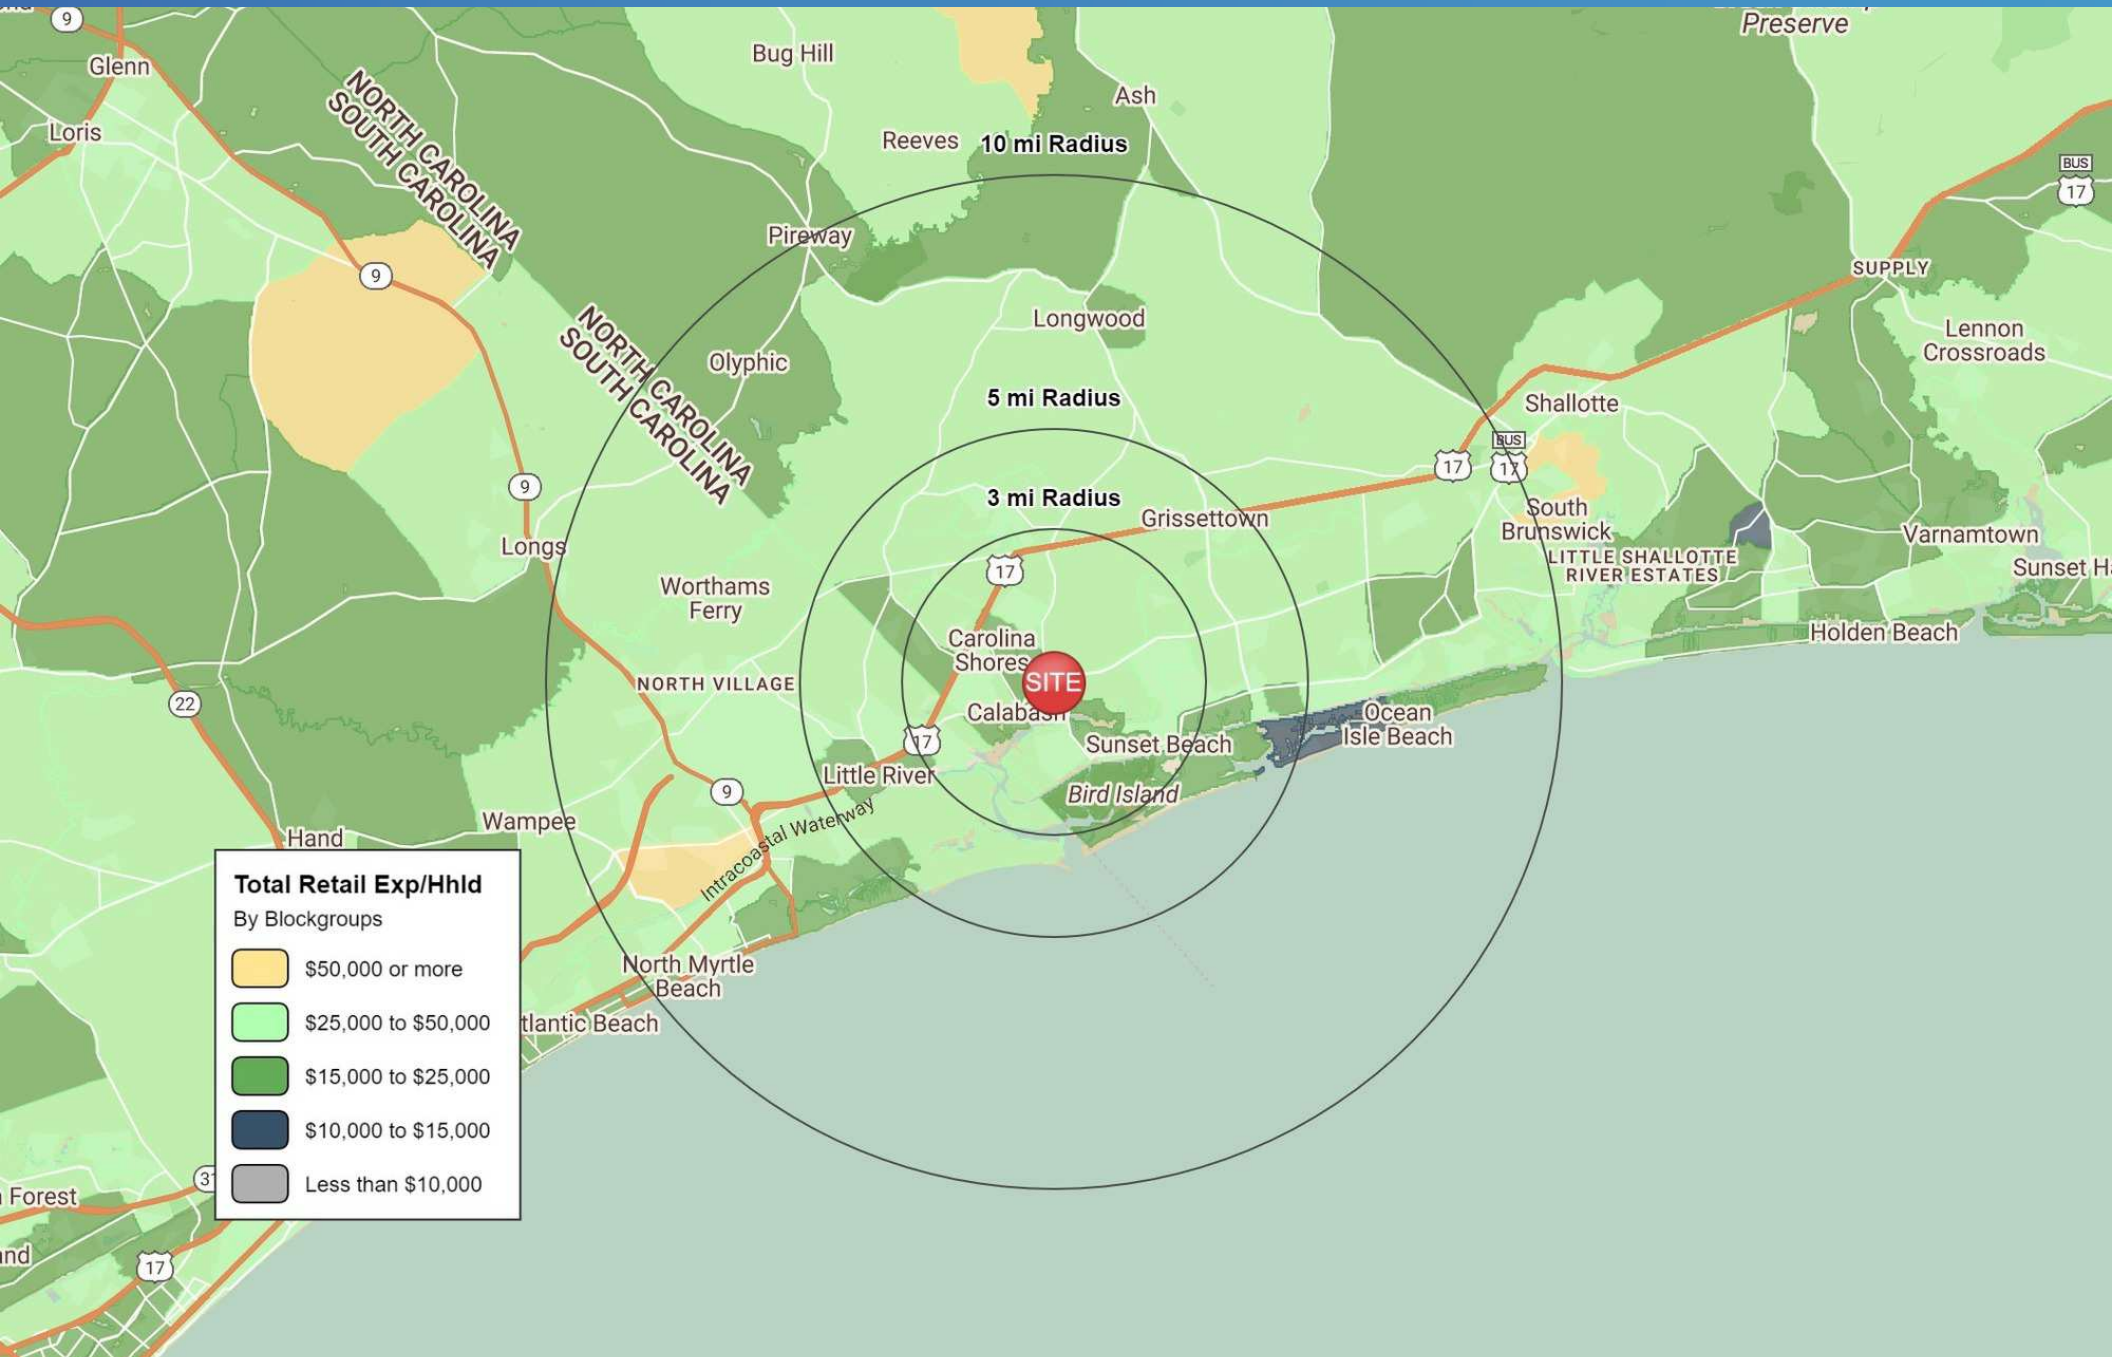 Preserve
9
Glenn
Bug Hill
Ash
Loris
NORTH CAROLINA
SOUTH CAROLINA
Reeves
10 mi Radius
BUS
17
Pireway
9
SUPPLY
Longwood
NORTH CAROLINA
SOUTH CAROLINA
Olyphic
Lennon
Crossroads
5 mi Radius
Shallotte
BUS
17
17
9
3 mi Radius
Grissettown
South
Brunswick
Varnamtown
Longs
LITTLE SHALLOTTE
RIVER ESTATES
Sunset H
17
Worthams
Ferry
Holden Beach
Carolina
Shores
NORTH VILLAGE
SITE
22
Calabash
Ocean
Isle Beach
17
Sunset Beach
Little River
9
Bird Island
Intracoastal Waterway
Wampee
Hand
North Myrtle
Beach
tlantic Beach
Total Retail Exp/Hhld
By Blockgroups
$50,000 or more
$25,000 to $50,000
$15,000 to $25,000
$10,000 to $15,000
Less than $10,000
31
Forest
and
17